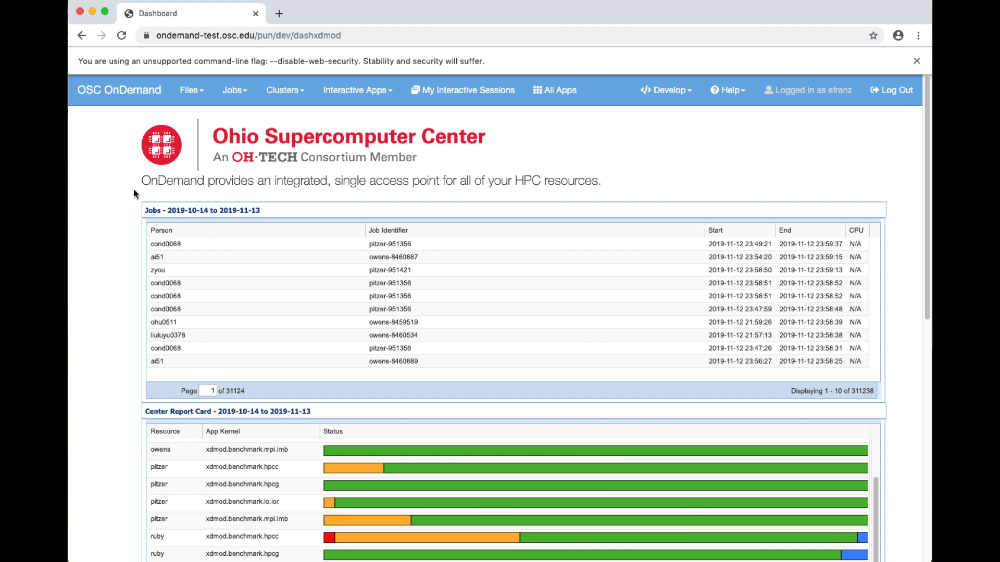 Dashboard
ondemand-test.osc.edu/pun/dev/dashxdmod
You are using an unsupported command-line flag: --disable-web-security. Stability and security will suffer.
OSC OnDemand Files Jobs Clusters Interactive Apps My Interactive Sessions All Apps </> Develop Help Logged in as efranz Log Out
Ohio Supercomputer Center
An OH·TECH Consortium Member
OnDemand provides an integrated, single access point for all of your HPC resources.
Jobs - 2019-10-14 to 2019-11-13
Person Job Identifier Start End CPU
cond0068 pitzer-951356 2019-11-12 23:49:21 2019-11-12 23:59:37 N/A
ai51 owens-8460887 2019-11-12 23:54:20 2019-11-12 23:59:15 N/A
zyou pitzer-951421 2019-11-12 23:58:50 2019-11-12 23:59:13 N/A
cond0068 pitzer-951356 2019-11-12 23:58:51 2019-11-12 23:58:52 N/A
cond0068 pitzer-951356 2019-11-12 23:58:51 2019-11-12 23:58:52 N/A
cond0068 pitzer-951356 2019-11-12 23:47:59 2019-11-12 23:58:48 N/A
ohu0511 owens-8459519 2019-11-12 21:59:26 2019-11-12 23:58:39 N/A
liuluyu0378 owens-8460534 2019-11-12 21:57:13 2019-11-12 23:58:38 N/A
cond0068 pitzer-951356 2019-11-12 23:47:26 2019-11-12 23:58:31 N/A
ai51 owens-8460889 2019-11-12 23:56:27 2019-11-12 23:58:25 N/A
Page 1 of 31124 Displaying 1 - 10 of 311238
Center Report Card - 2019-10-14 to 2019-11-13
Resource App Kernel Status
owens xdmod.benchmark.mpi.imb
pitzer xdmod.benchmark.hpcc
pitzer xdmod.benchmark.hpcg
pitzer xdmod.benchmark.io.ior
pitzer xdmod.benchmark.mpi.imb
ruby xdmod.benchmark.hpcc
ruby xdmod.benchmark.hpcg